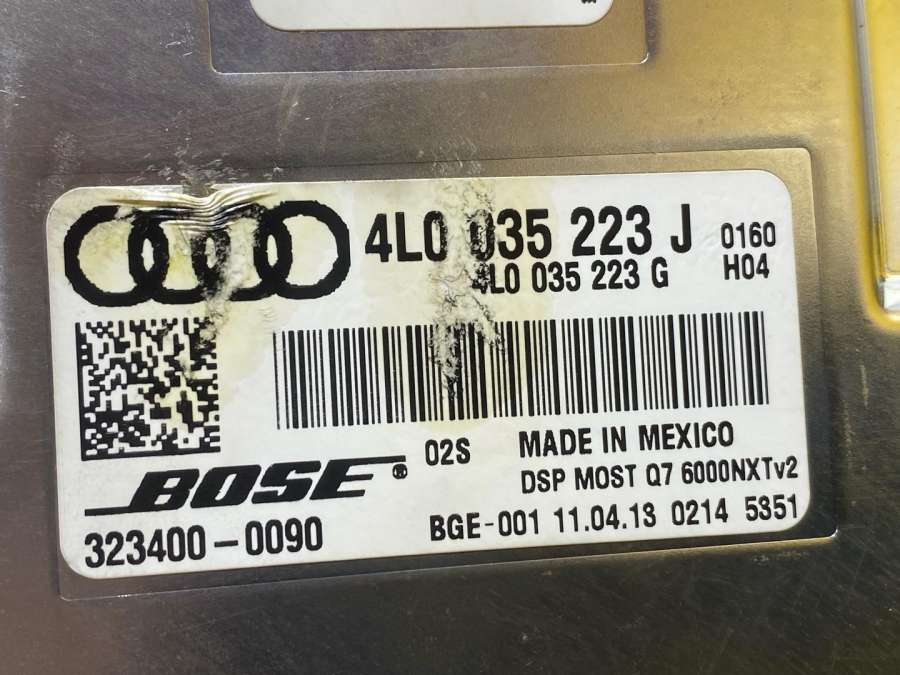 4L0 035 223 J 0160
4L0 035 223 G H04
02S MADE IN MEXICO
BOSE® DSP MOST Q7 6000NXTv2
323400-0090 BGE-001 11.04.13 0214 5351